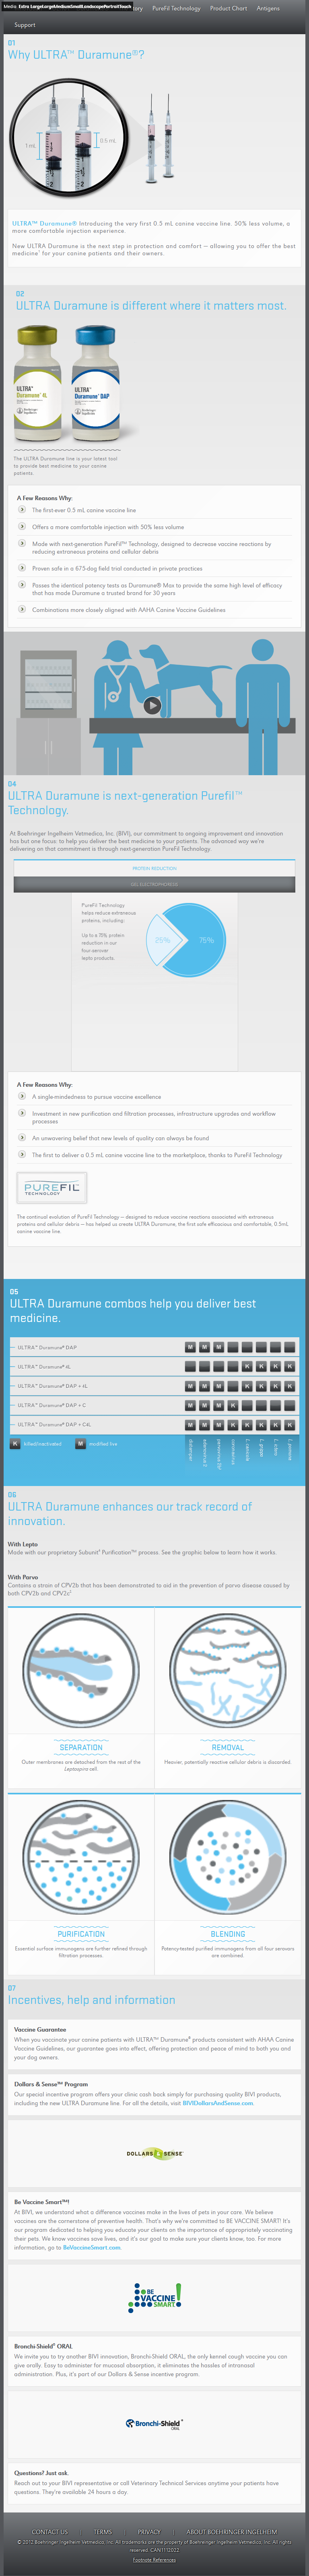 Media: Extra LargeLargeMediumSmallLandscapePortraitTouch
PureFil Technology Product Chart Antigens
Support
01
Why ULTRA™ Duramune®?
1 mL
0.5 mL
ULTRA™ Duramune® Introducing the very first 0.5 mL canine vaccine line. 50% less volume, a
more comfortable injection experience.
New ULTRA Duramune is the next step in protection and comfort — allowing you to offer the best
medicine* for your canine patients and their owners.
02
ULTRA Duramune is different where it matters most.
ULTRA™
Duramune® 4L
ULTRA™
Duramune® DAP
The ULTRA Duramune line is your latest tool
to provide best medicine to your canine
patients.
A Few Reasons Why:
The first-ever 0.5 mL canine vaccine line
Offers a more comfortable injection with 50% less volume
Made with next-generation PureFil™ Technology, designed to decrease vaccine reactions by
reducing extraneous proteins and cellular debris
Proven safe in a 673-dog field trial conducted in private practices
Passes the identical potency tests as Duramune® Max to provide the same high level of efficacy
that has made Duramune a trusted brand for 30 years
Combinations more closely aligned with AAHA Canine Vaccine Guidelines
04
ULTRA Duramune is next-generation Purefil™
Technology.
At Boehringer Ingelheim Vetmedica, Inc. (BIVI), our commitment to ongoing improvement and innovation
has but one focus: to help you deliver the best medicine to your patients. The advanced way we're
delivering on that commitment is through next-generation PureFil Technology.
PROTEIN REDUCTION
GEL ELECTROPHORESIS
PureFil Technology
helps reduce extraneous
proteins, including:
Up to a 75% protein
reduction in our
four-serovar
lepto products.
25%
75%
A Few Reasons Why:
A single-mindedness to pursue vaccine excellence
Investment in new purification and filtration processes, infrastructure upgrades and workflow
processes
An unwavering belief that new levels of quality can always be found
The first to deliver a 0.5 mL canine vaccine line to the marketplace, thanks to PureFil Technology
PUREFIL
TECHNOLOGY
The continual evolution of PureFil Technology — designed to reduce vaccine reactions associated with extraneous
proteins and cellular debris — has helped us create ULTRA Duramune, the first safe efficacious and comfortable, 0.5mL
canine vaccine line.
05
ULTRA Duramune combos help you deliver best
medicine.
ULTRA™ Duramune® DAP M M M
ULTRA™ Duramune® 4L K K K K
ULTRA™ Duramune® DAP + 4L M M M K K K K
ULTRA™ Duramune® DAP + C M M M K
ULTRA™ Duramune® DAP + C4L M M M K K K K K
K killed/inactivated M modified live
06
ULTRA Duramune enhances our track record of
innovation.
With Lepto
Made with our proprietary Subunit® Purification™ process. See the graphic below to learn how it works.
With Parvo
Contains a strain of CPV2b that has been demonstrated to aid in the prevention of parvo disease caused by
both CPV2b and CPV2c
SEPARATION
Outer membranes are detached from the rest of the
Leptospira cell.
REMOVAL
Heavier, potentially reactive cellular debris is discarded.
PURIFICATION
Essential surface immunogens are further refined through
filtration processes.
BLENDING
Potency-tested purified immunogens from all four serovars
are combined.
07
Incentives, help and information
Vaccine Guarantee
When you vaccinate your canine patients with ULTRA™ Duramune® products consistent with AHAA Canine
Vaccine Guidelines, our guarantee goes into effect, offering protection and peace of mind to both you and
your dog owners.
Dollars & Sense™ Program
Our special incentive program offers your clinic cash back simply for purchasing quality BIVI products,
including the new ULTRA Duramune line. For all the details, visit BIVIDollarsAndSense.com.
DOLLARS & SENSE
Be Vaccine Smart™!
At BIVI, we understand what a difference vaccines make in the lives of pets in your care. We believe
vaccines are the cornerstone of preventive health. That's why we're committed to BE VACCINE SMART! It's
our program dedicated to helping you educate your clients on the importance of appropriately vaccinating
their pets. We know vaccines save lives, and it's our goal to make sure your clients know, too. For more
information, go to BeVaccineSmart.com.
BE
VACCINE
SMART!
Bronchi-Shield® ORAL
We invite you to try another BIVI innovation, Bronchi-Shield ORAL, the only kennel cough vaccine you can
give orally. Easy to administer for mucosal absorption, it eliminates the hassles of intranasal
administration. Plus, it's part of our Dollars & Sense incentive program.
Bronchi-Shield®
ORAL
Questions? Just ask.
Reach out to your BIVI representative or call Veterinary Technical Services anytime your patients have
questions. They're available 24 hours a day.
CONTACT US | TERMS | PRIVACY | ABOUT BOEHRINGER INGELHEIM
© 2012 Boehringer Ingelheim Vetmedica, Inc. All trademarks are the property of Boehringer Ingelheim Vetmedica, Inc. All rights
reserved. CAN1112022
Footnote References